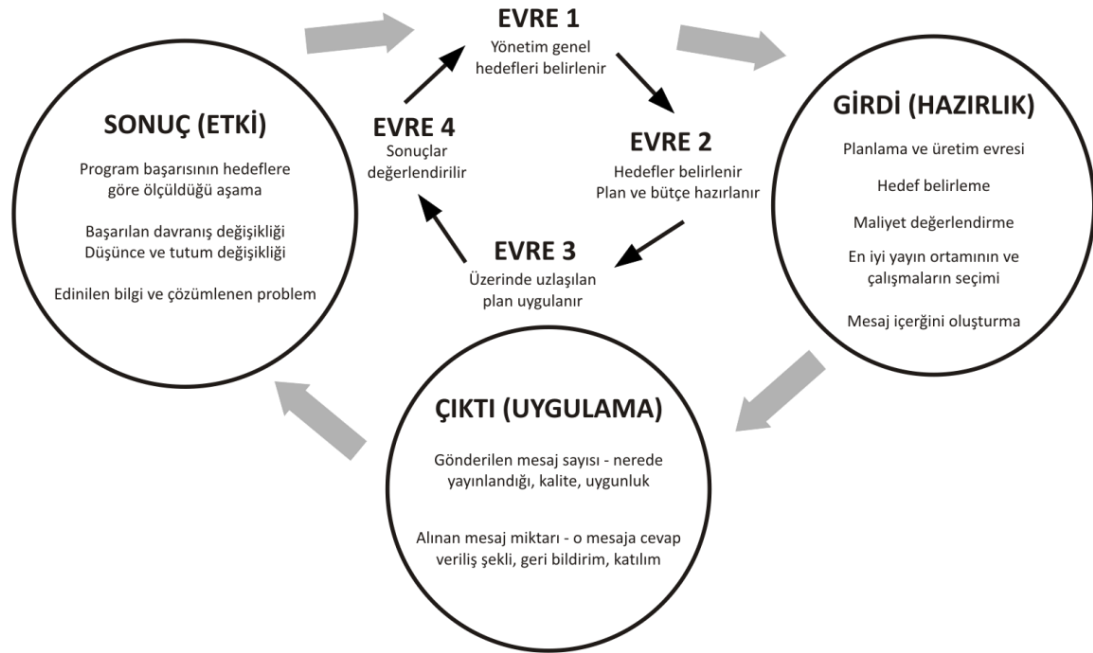 EVRE 1
Yönetim genel
hedefleri belirlenir
EVRE 2
Hedefler belirlenir
Plan ve bütçe hazırlanır
EVRE 3
Üzerinde uzlaşılan
plan uygulanır
EVRE 4
Sonuçlar
değerlendirilir
GİRDİ (HAZIRLIK)
Planlama ve üretim evresi
Hedef belirleme
Maliyet değerlendirme
En iyi yayın ortamının ve
çalışmaların seçimi
Mesaj içerğini oluşturma
ÇIKTI (UYGULAMA)
Gönderilen mesaj sayısı - nerede
yayınlandığı, kalite, uygunluk
Alınan mesaj miktarı - o mesaja cevap
veriliş şekli, geri bildirim, katılım
SONUÇ (ETKİ)
Program başarısının hedeflere
göre ölçüldüğü aşama
Başarılan davranış değişikliği
Düşünce ve tutum değişikliği
Edinilen bilgi ve çözümlenen problem